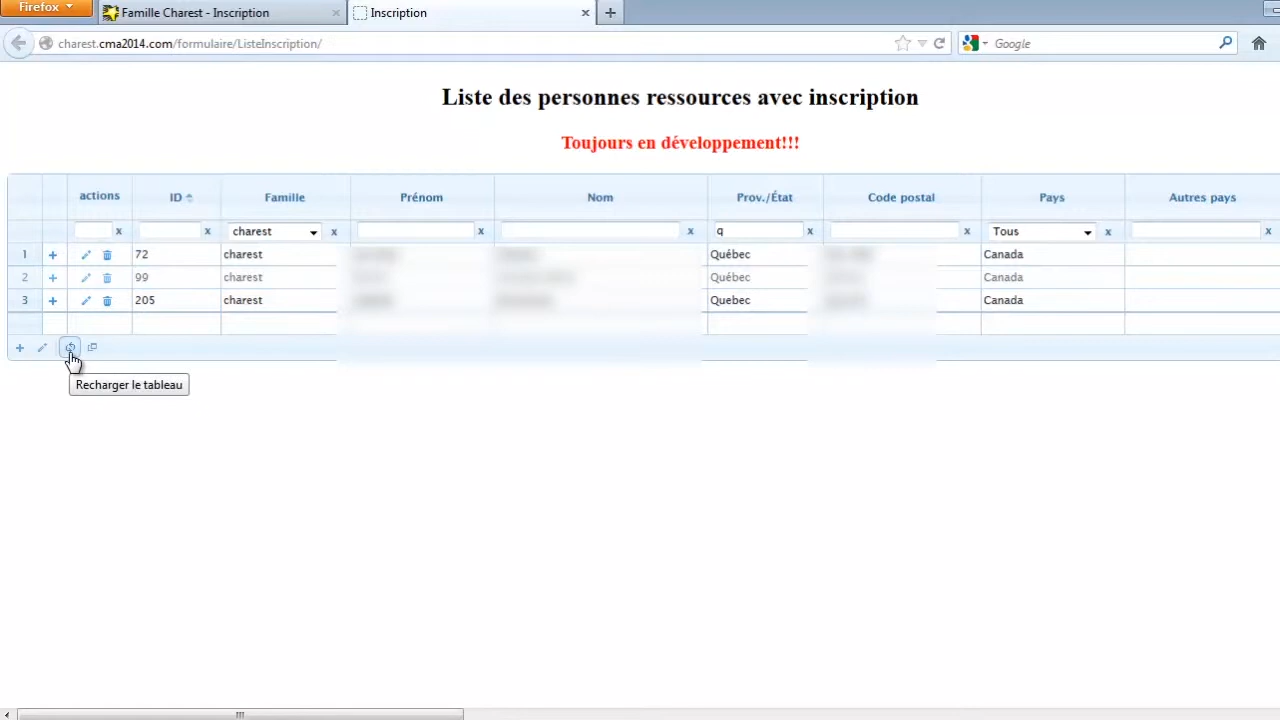 Firefox
Famille Charest - Inscription
Inscription
charest.cma2014.com/formulaire/ListeInscription/
Google
Liste des personnes ressources avec inscription
Toujours en développement!!!
actions ID Famille Prénom Nom Prov./État Code postal Pays Autres pays
x x charest x x x q x x Tous x x
1 72 charest Québec Canada
2 99 charest Québec Canada
3 205 charest Quebec Canada
Recharger le tableau